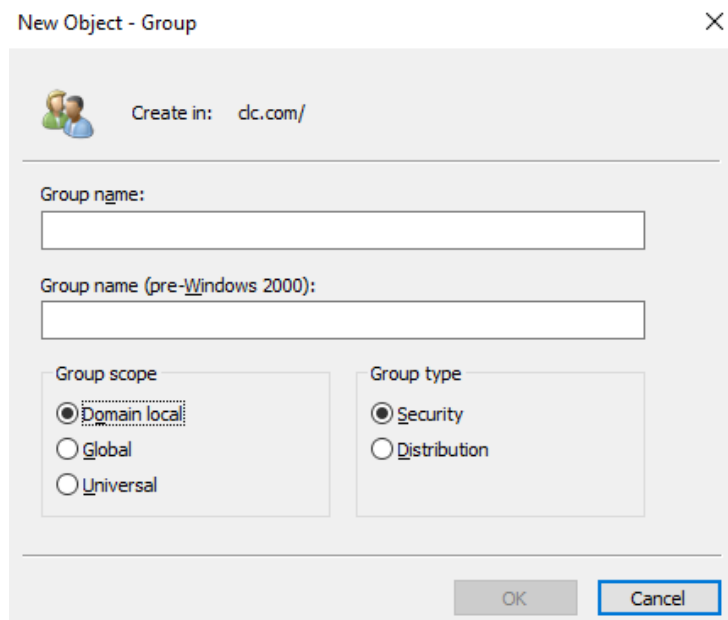 New Object - Group
Create in: clc.com/
Group name:
Group name (pre-Windows 2000):
Group scope
Group type
Domain local
Security
Global
Distribution
Universal
OK
Cancel